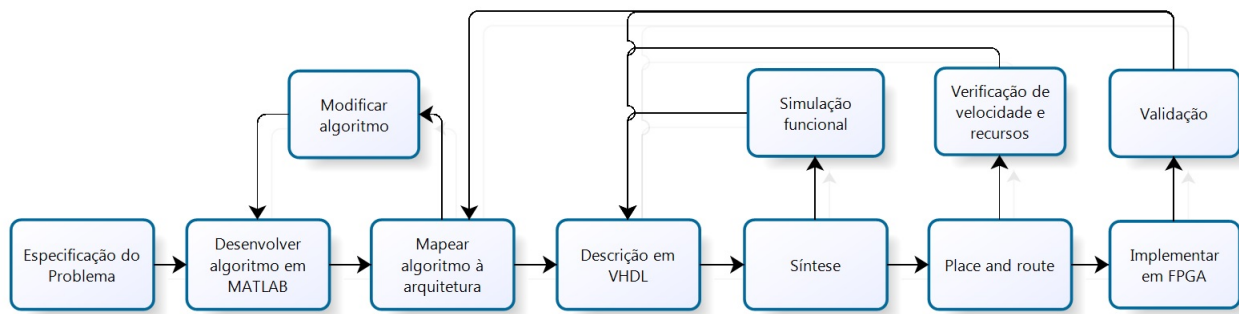 Modificar
algoritmo
Simulação
funcional
Verificação de
velocidade e
recursos
Validação
Especificação do
Problema
Desenvolver
algoritmo em
MATLAB
Mapear
algoritmo à
arquitetura
Descrição em
VHDL
Síntese
Place and route
Implementar
em FPGA